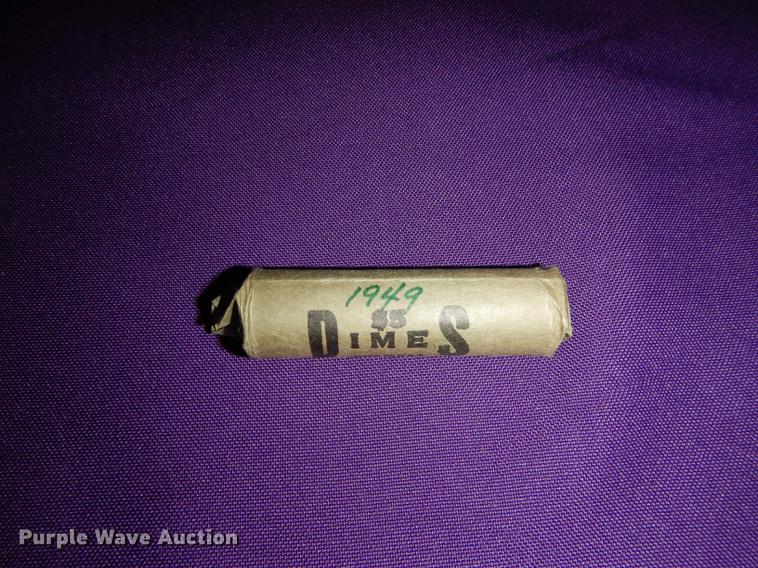 1949
$5
DIMES
Purple Wave Auction